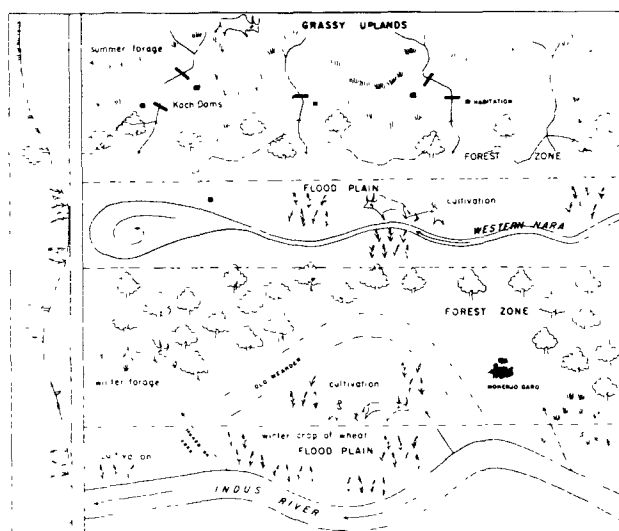 GRASSY UPLANDS
summer forage
Kach Dams
HABITATION
FOREST ZONE
FLOOD PLAIN
cultivation
WESTERN NARA
FOREST ZONE
OLD MEANDER
winter forage
cultivation
MOHENJO DARO
winter crop of wheat
FLOOD PLAIN
INDUS RIVER